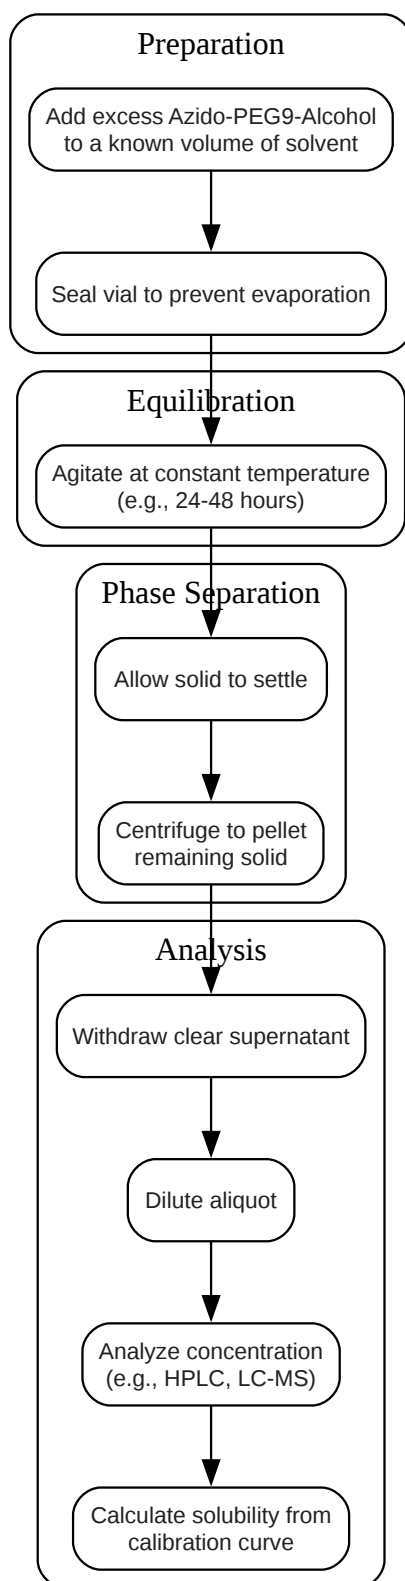 Preparation
Add excess Azido-PEG9-Alcohol
to a known volume of solvent
Seal vial to prevent evaporation
Equilibration
Agitate at constant temperature
(e.g., 24-48 hours)
Phase Separation
Allow solid to settle
Centrifuge to pellet
remaining solid
Analysis
Withdraw clear supernatant
Dilute aliquot
Analyze concentration
(e.g., HPLC, LC-MS)
Calculate solubility from
calibration curve